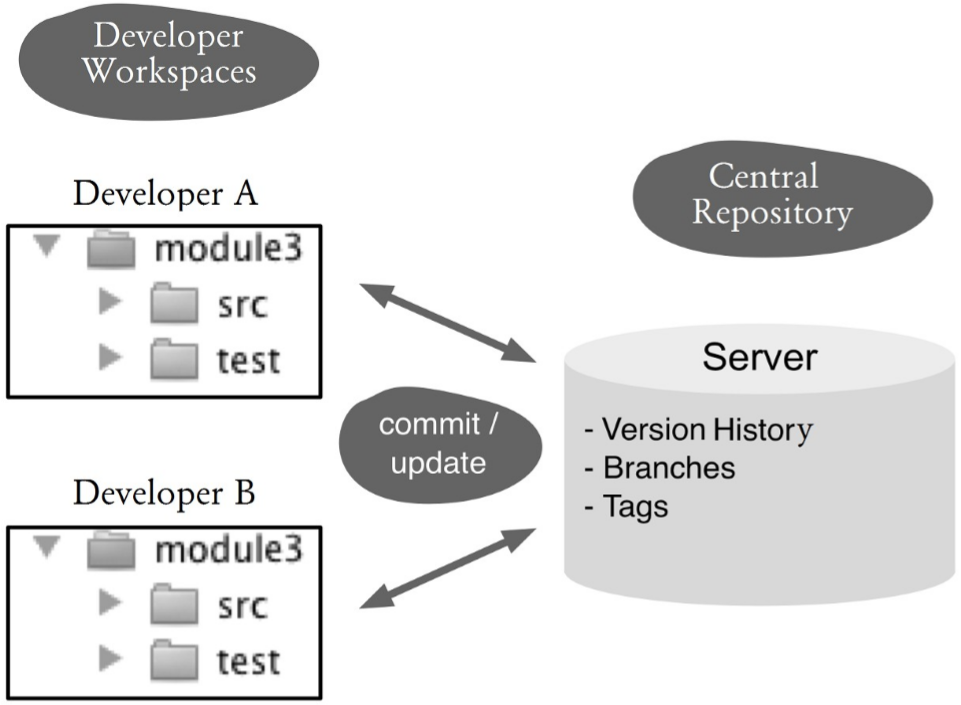 Developer
Workspaces
Developer A
module3
src
test
Central
Repository
Server
- Version History
- Branches
- Tags
commit /
update
Developer B
module3
src
test